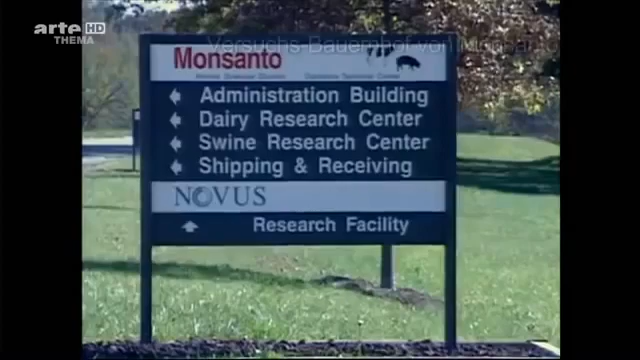 arte HD
THEMA
Versuchs-Bauernhof von
Monsanto
Administration Building
Dairy Research Center
Swine Research Center
Shipping & Receiving
NOVUS
Research Facility